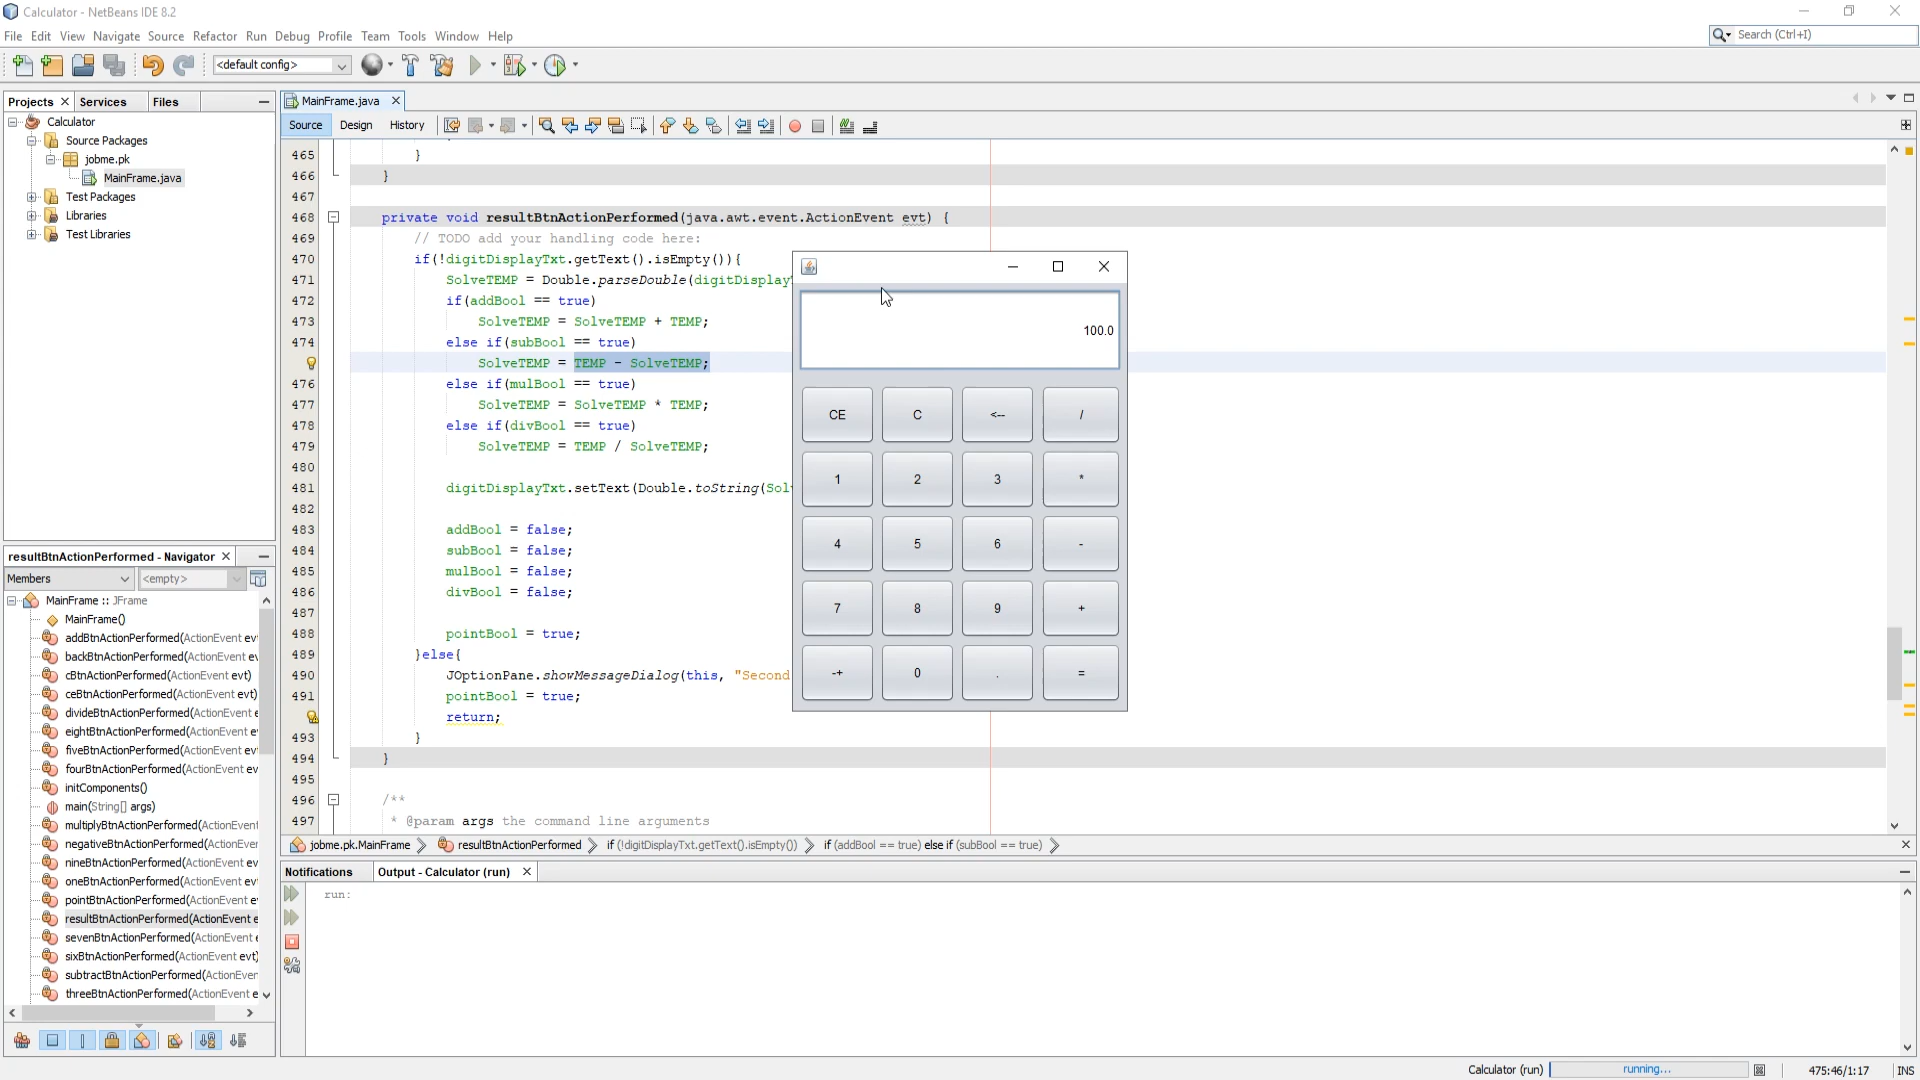 Calculator - NetBeans IDE 8.2
File Edit View Navigate Source Refactor Run Debug Profile Team Tools Window Help
Search (Ctrl+I)
<default config>
Projects Services Files
MainFrame.java
Source Design History
Calculator
Source Packages
jobme.pk
MainFrame.java
Test Packages
Libraries
Test Libraries
465 }
466 }
467
468 private void resultBtnActionPerformed(java.awt.event.ActionEvent evt) {
469 // TODO add your handling code here:
470 if(!digitDisplayTxt.getText().isEmpty()){
471 SolveTEMP = Double.parseDouble(digitDisplay
472 if(addBool == true)
473 SolveTEMP = SolveTEMP + TEMP;
474 else if(subBool == true)
SolveTEMP = TEMP - SolveTEMP;
476 else if(mulBool == true)
477 SolveTEMP = SolveTEMP * TEMP;
478 else if(divBool == true)
479 SolveTEMP = TEMP / SolveTEMP;
480
481 digitDisplayTxt.setText(Double.toString(Sol
482
483 addBool = false;
484 subBool = false;
485 mulBool = false;
486 divBool = false;
487
488 pointBool = true;
489 }else{
490 JOptionPane.showMessageDialog(this, "Second
491 pointBool = true;
return;
493 }
494 }
495
496 /**
497 * @param args the command line arguments
100.0
CE C <-- /
1 2 3 *
4 5 6 -
7 8 9 +
-+ 0 . =
resultBtnActionPerformed - Navigator
Members <empty>
MainFrame :: JFrame
MainFrame()
addBtnActionPerformed(ActionEvent ev
backBtnActionPerformed(ActionEvent ev
cBtnActionPerformed(ActionEvent evt)
ceBtnActionPerformed(ActionEvent evt)
divideBtnActionPerformed(ActionEvent e
eightBtnActionPerformed(ActionEvent ev
fiveBtnActionPerformed(ActionEvent ev
fourBtnActionPerformed(ActionEvent ev
initComponents()
main(String[] args)
multiplyBtnActionPerformed(ActionEvent
negativeBtnActionPerformed(ActionEven
nineBtnActionPerformed(ActionEvent ev
oneBtnActionPerformed(ActionEvent ev
pointBtnActionPerformed(ActionEvent e
resultBtnActionPerformed(ActionEvent e
sevenBtnActionPerformed(ActionEvent e
sixBtnActionPerformed(ActionEvent evt)
subtractBtnActionPerformed(ActionEven
threeBtnActionPerformed(ActionEvent e
jobme.pk.MainFrame resultBtnActionPerformed if (!digitDisplayTxt.getText().isEmpty()) if (addBool == true) else if (subBool == true)
Notifications Output - Calculator (run)
run:
Calculator (run) running... 475:46/1:17 INS